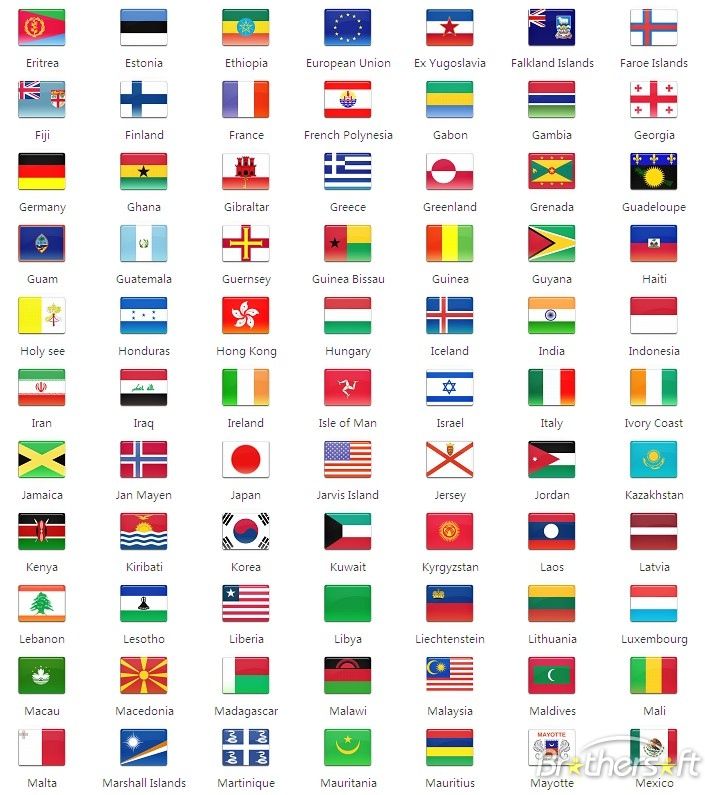 Eritrea Estonia Ethiopia European Union Ex Yugoslavia Falkland Islands Faroe Islands
Fiji Finland France French Polynesia Gabon Gambia Georgia
Germany Ghana Gibraltar Greece Greenland Grenada Guadeloupe
Guam Guatemala Guernsey Guinea Bissau Guinea Guyana Haiti
Holy see Honduras Hong Kong Hungary Iceland India Indonesia
Iran Iraq Ireland Isle of Man Israel Italy Ivory Coast
Jamaica Jan Mayen Japan Jarvis Island Jersey Jordan Kazakhstan
Kenya Kiribati Korea Kuwait Kyrgyzstan Laos Latvia
Lebanon Lesotho Liberia Libya Liechtenstein Lithuania Luxembourg
Macau Macedonia Madagascar Malawi Malaysia Maldives Mali
MAYOTTE
Brothersoft
Malta Marshall Islands Martinique Mauritania Mauritius Mayotte Mexico